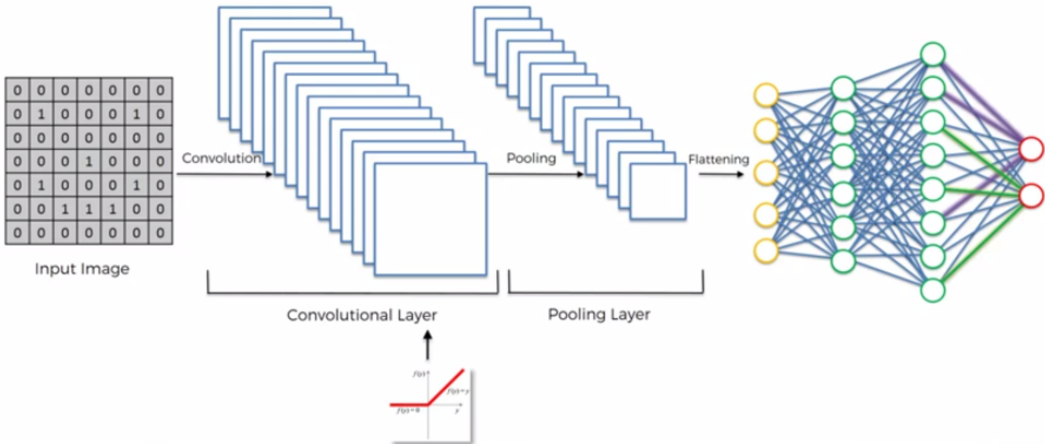 0 0 0 0 0 0 0
0 1 0 0 0 1 0
0 0 0 0 0 0 0
0 0 0 1 0 0 0
0 1 0 0 0 1 0
0 0 1 1 1 0 0
0 0 0 0 0 0 0
Input Image
Convolution
Pooling
Flattening
Convolutional Layer
Pooling Layer
f(y)
f(y)=y
f(y)=0
y